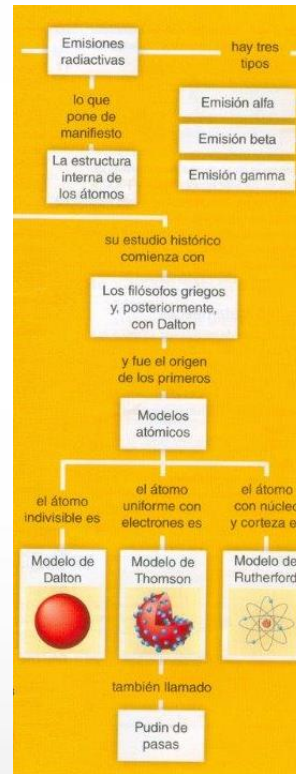 Emisiones
radiactivas
hay tres
tipos
lo que
pone de
manifiesto
Emisión alfa
Emisión beta
Emisión gamma
La estructura
interna de
los átomos
su estudio histórico
comienza con
Los filósofos griegos
y, posteriormente,
con Dalton
y fue el origen
de los primeros
Modelos
atómicos
el átomo
indivisible es
el átomo
uniforme con
electrones es
el átomo
con núcleo
y corteza e
Modelo de
Dalton
Modelo de
Thomson
Modelo de
Rutherford
también llamado
Pudin de
pasas